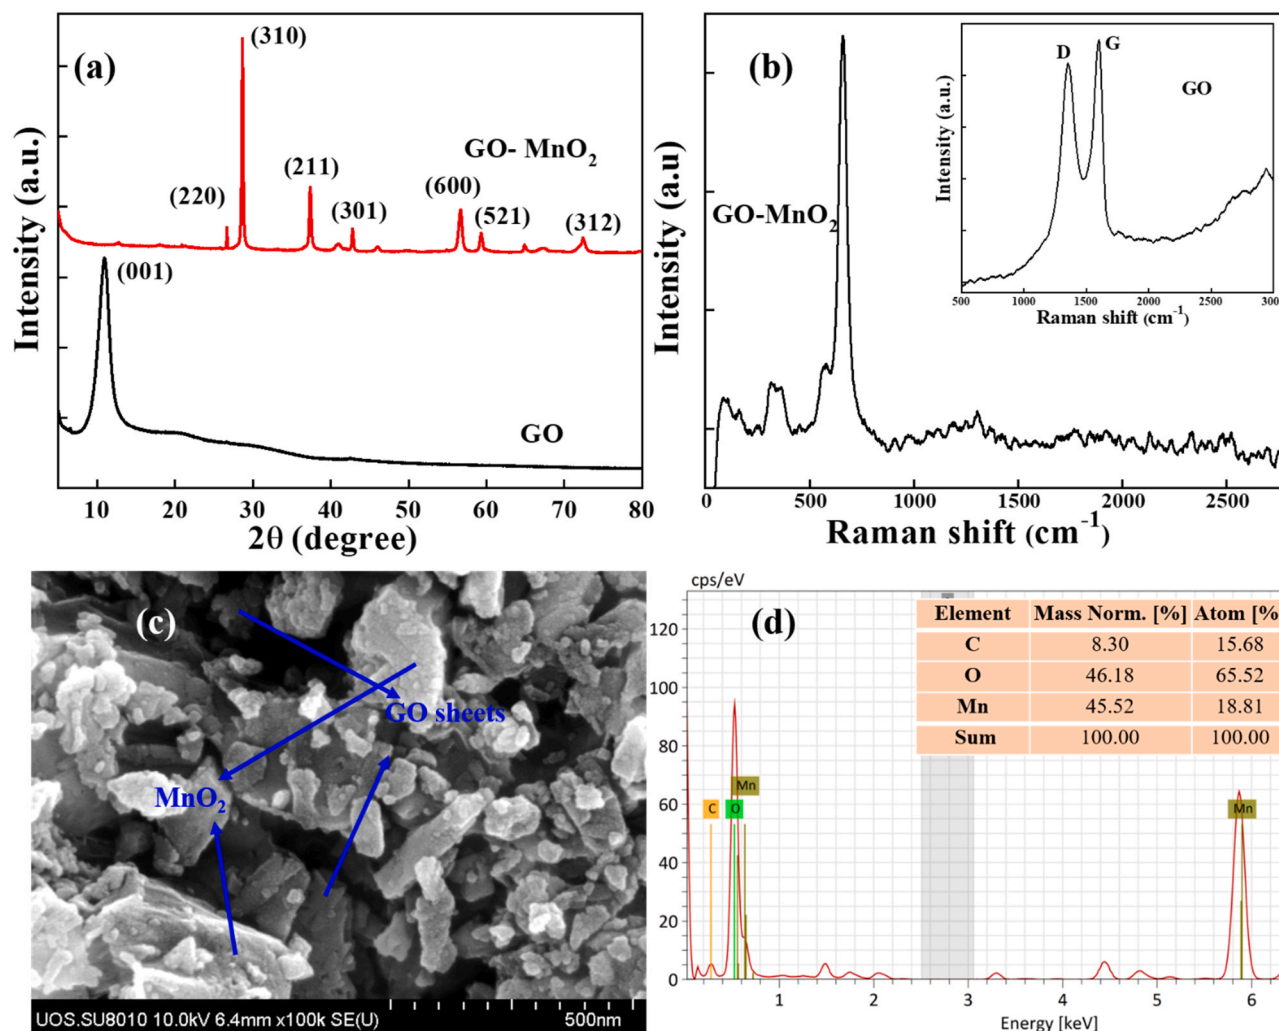 (a)
(310)
GO- MnO2
(211)
(220)
(301)
(600)
(521)
(312)
(001)
GO
Intensity (a.u.)
10 20 30 40 50 60 70 80
2θ (degree)
(b)
GO-MnO2
Intensity (a.u)
0 500 1000 1500 2000 2500
Raman shift (cm-1)
D G
GO
Intensity (a.u.)
500 1000 1500 2000 2500 300
Raman shift (cm-1)
(c)
GO sheets
MnO2
UOS.SU8010 10.0kV 6.4mm x100k SE(U) 500nm
cps/eV
(d)
Element Mass Norm. [%] Atom [%
C 8.30 15.68
O 46.18 65.52
Mn 45.52 18.81
Sum 100.00 100.00
120
100
80
60
40
20
0
Mn
C O Mn
1 2 3 4 5 6
Energy [keV]